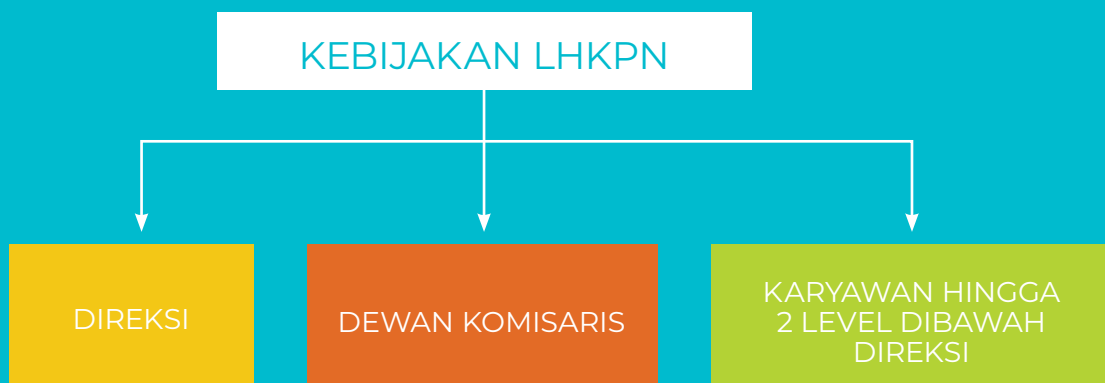 KEBIJAKAN LHKPN
DIREKSI
DEWAN KOMISARIS
KARYAWAN HINGGA
2 LEVEL DIBAWAH
DIREKSI